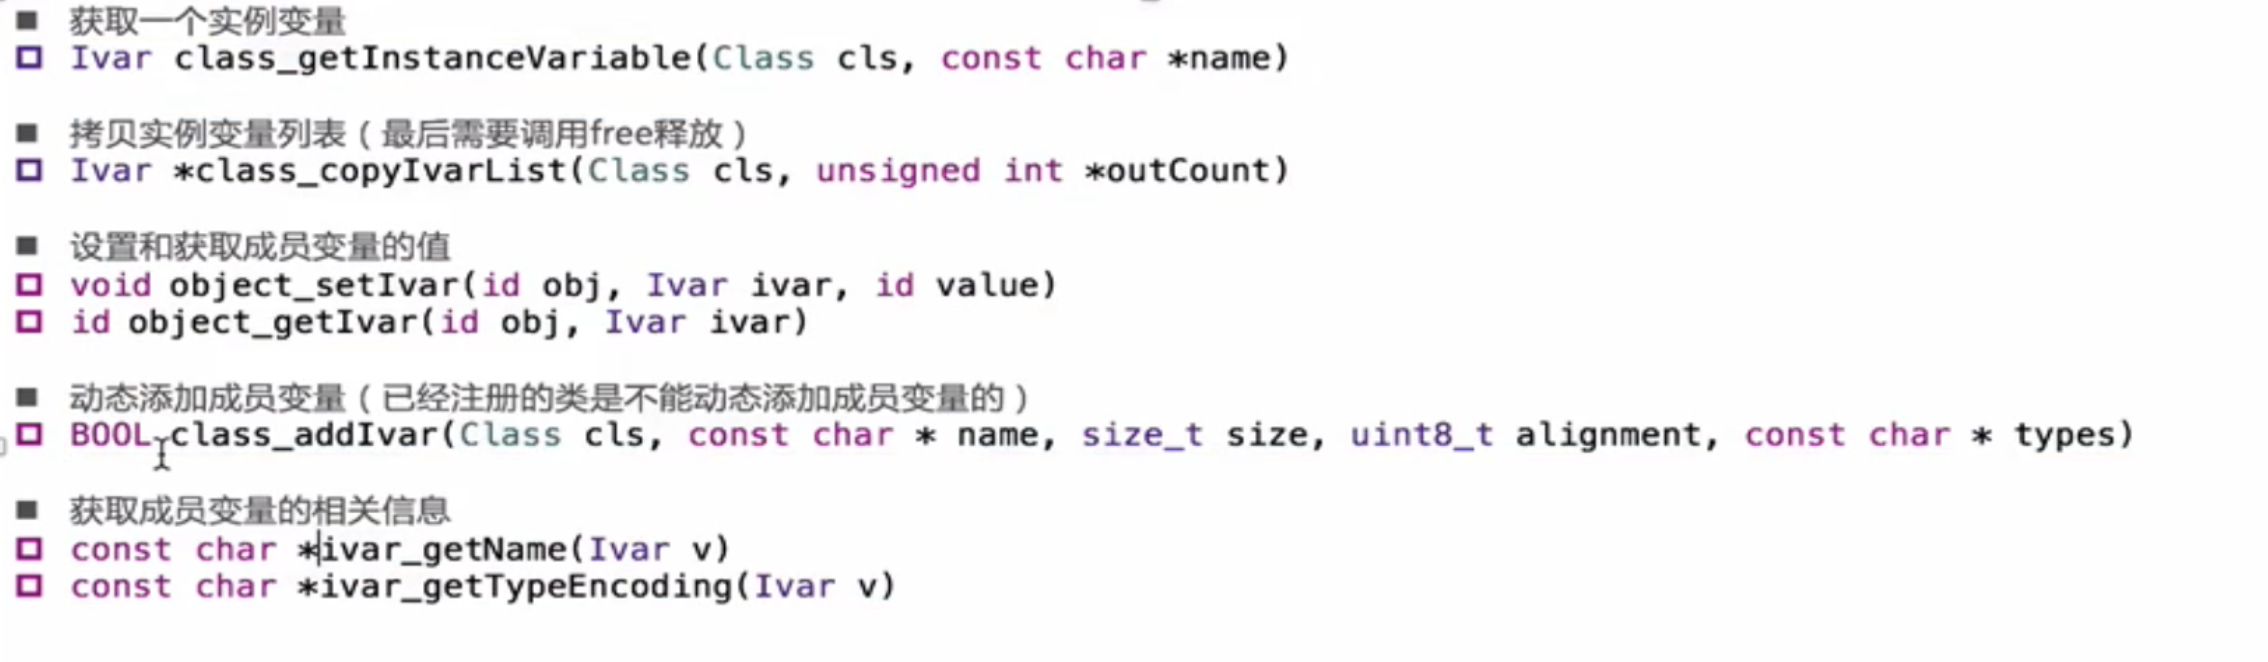 ■ 获取一个实例变量
Ivar class_getInstanceVariable(Class cls, const char *name)
■ 拷贝实例变量列表（最后需要调用free释放）
Ivar *class_copyIvarList(Class cls, unsigned int *outCount)
■ 设置和获取成员变量的值
void object_setIvar(id obj, Ivar ivar, id value)
id object_getIvar(id obj, Ivar ivar)
■ 动态添加成员变量（已经注册的类是不能动态添加成员变量的）
BOOL class_addIvar(Class cls, const char * name, size_t size, uint8_t alignment, const char * types)
■ 获取成员变量的相关信息
const char *ivar_getName(Ivar v)
const char *ivar_getTypeEncoding(Ivar v)